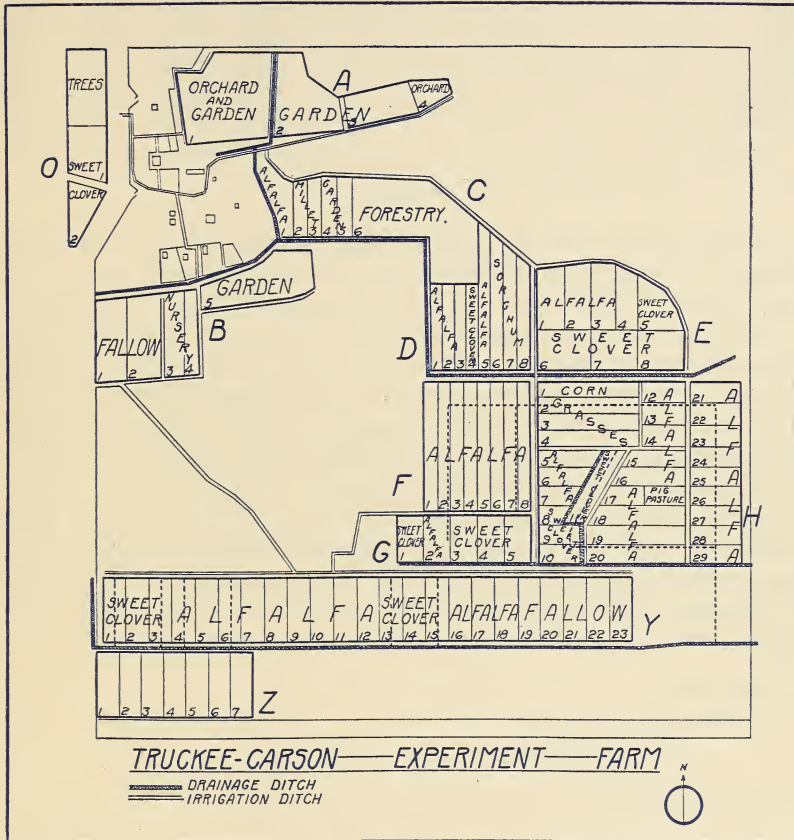 TREES
SWEET 1
CLOVER
2
O
ORCHARD
AND
GARDEN
1
A
GARDEN
2
3
ORCHARD
4
ALFALFA
1 2
MILLET
3 4
GARDEN
5 6
FORESTRY.
C
GARDEN
5
B
FALLOW
1 2
NURSERY
3 4
D
ALFALFA
1 2 3
SWEET CLOVER
4
ALFALFA
5
SORGHUM
6 7 8
ALFALFA
1 2 3 4
SWEET
CLOVER
5
E
SWEET
CLOVER
6 7 8
F
ALFALFA
1 2 3 4 5 6 7 8
G
SWEET
CLOVER
1
ALFALFA
2
SWEET
CLOVER
3 4 5
1 CORN
2 GRASSES
3
4
5 ALFALFA
6
7
8 SWEET
9 CLOVER
10
12 ALFALFA
13
14
15
16
17 ALFALFA
PIG
PASTURE
18
19
20
21 ALFALFA
22
23
24
25
26
27
28
29
H
SWEET
CLOVER
ALFALFA
SWEET
CLOVER
ALFALFA
FALLOW
1 2 3 4 5 6 7 8 9 10 11 12 13 14 15 16 17 18 19 20 21 22 23
Y
1 2 3 4 5 6 7
Z
TRUCKEE-CARSON—EXPERIMENT—FARM
DRAINAGE DITCH
IRRIGATION DITCH
N